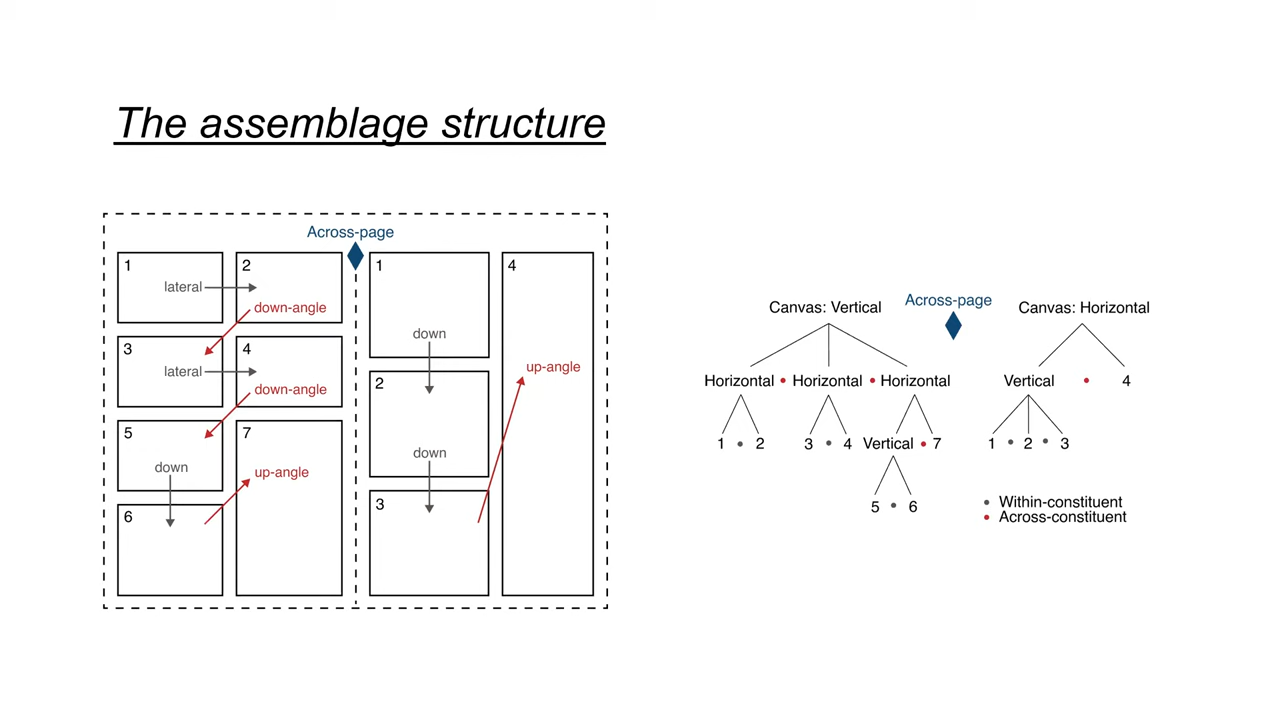 The assemblage structure
Across-page
1 2 1 4
lateral
down-angle
down
3 4 2
lateral
up-angle
down-angle
5 7
down
down
up-angle
6 3
Canvas: Vertical Across-page Canvas: Horizontal
Horizontal • Horizontal • Horizontal Vertical • 4
1 • 2 3 • 4 Vertical • 7 1 • 2 • 3
5 • 6
• Within-constituent
• Across-constituent